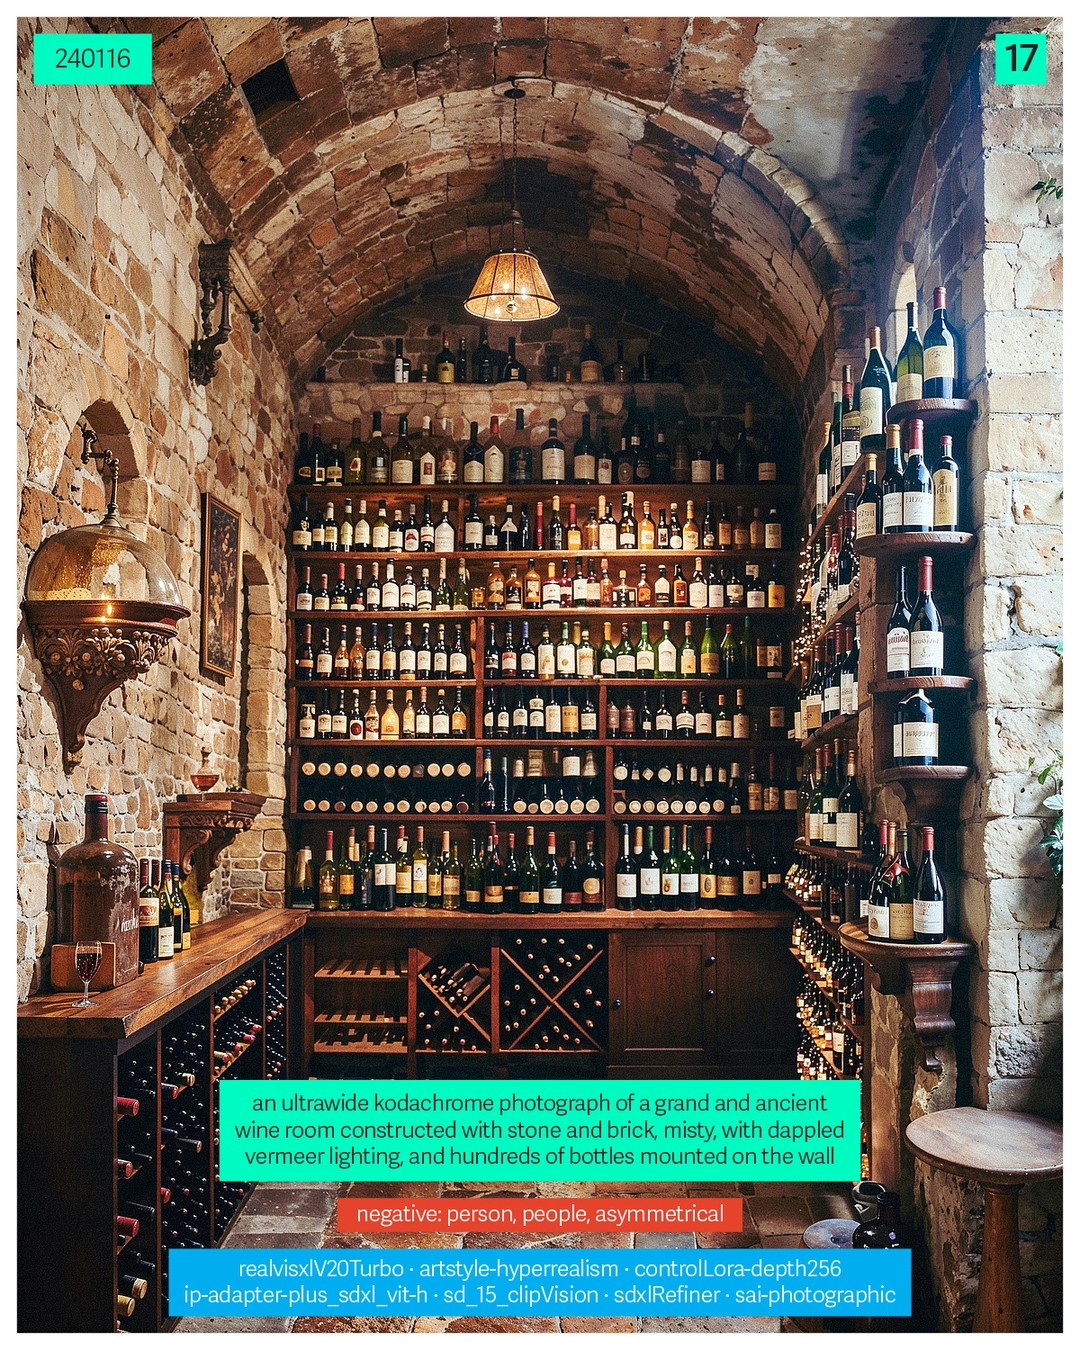 240116
17
an ultrawide kodachrome photograph of a grand and ancient
wine room constructed with stone and brick, misty, with dappled
vermeer lighting, and hundreds of bottles mounted on the wall
negative: person, people, asymmetrical
realvisxlV20Turbo · artstyle-hyperrealism · controlLora-depth256
ip-adapter-plus_sdxl_vit-h · sd_15_clipVision · sdxlRefiner · sai-photographic